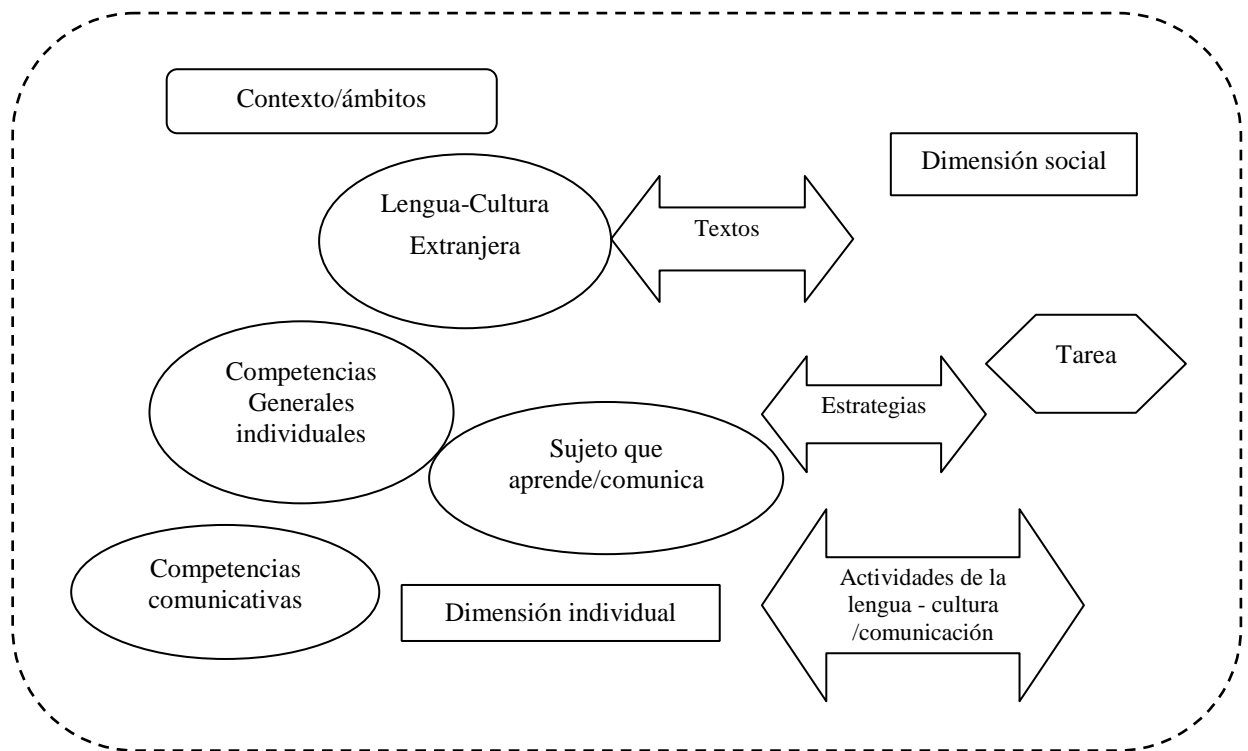 Contexto/ámbitos
Dimensión social
Lengua-Cultura
Extranjera
Textos
Competencias
Generales
individuales
Estrategias
Tarea
Sujeto que
aprende/comunica
Competencias
comunicativas
Dimensión individual
Actividades de la
lengua - cultura
/comunicación